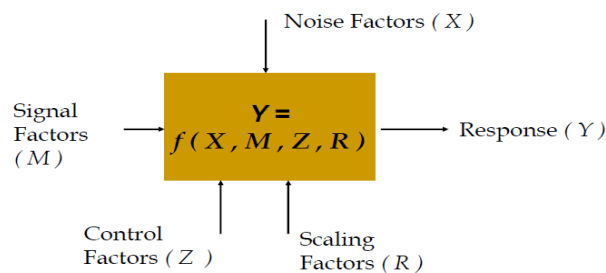 Noise Factors ( X )
Signal
Factors
( M )
Y =
f ( X , M , Z , R )
Response ( Y )
Control
Factors ( Z )
Scaling
Factors ( R )